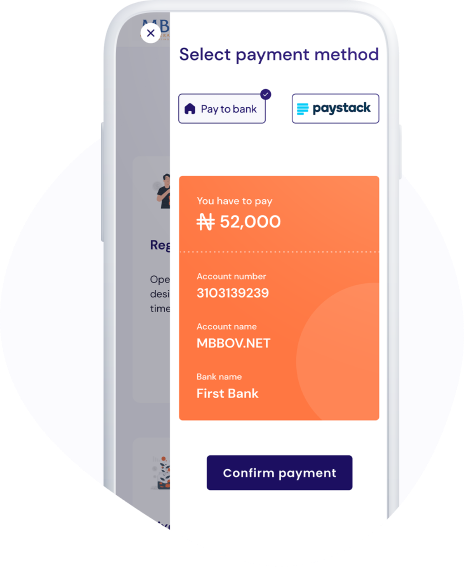 MB
Select payment method
Pay to bank
paystack
You have to pay
₦ 52,000
Reg
Account number
3103139239
Ope
desi
time
Account name
MBBOV.NET
Bank name
First Bank
Confirm payment